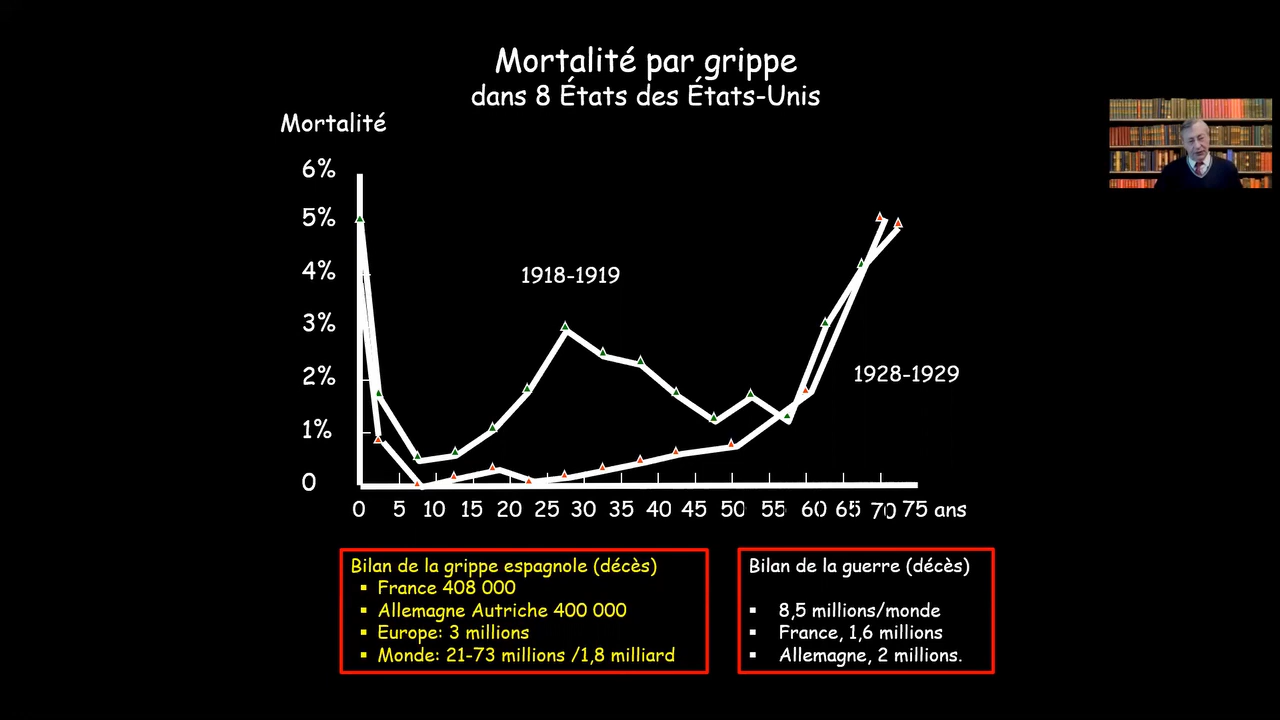 Mortalité par grippe
dans 8 États des États-Unis
Mortalité
6%
5%
4%
3%
2%
1%
0
1918-1919
1928-1929
0 5 10 15 20 25 30 35 40 45 50 55 60 65 70 75 ans
Bilan de la grippe espagnole (décès)
▪ France 408 000
▪ Allemagne Autriche 400 000
▪ Europe: 3 millions
▪ Monde: 21-73 millions /1,8 milliard
Bilan de la guerre (décès)
▪ 8,5 millions/monde
▪ France, 1,6 millions
▪ Allemagne, 2 millions.